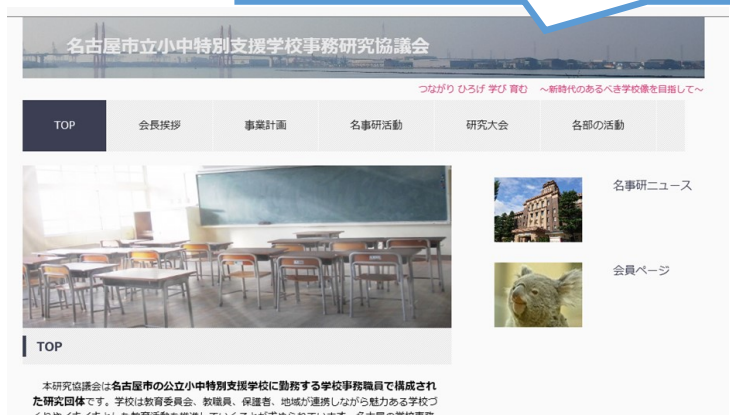 名古屋市立小中特別支援学校事務研究協議会
つながり ひろげ 学び 育む ～新時代のあるべき学校像を目指して～
TOP 会長挨拶 事業計画 名事研活動 研究大会 各部の活動
名事研ニュース
会員ページ
TOP
本研究協議会は名古屋市の公立小中特別支援学校に勤務する学校事務職員で構成され
た研究団体です。学校は教育委員会、教職員、保護者、地域が連携しながら魅力ある学校づ